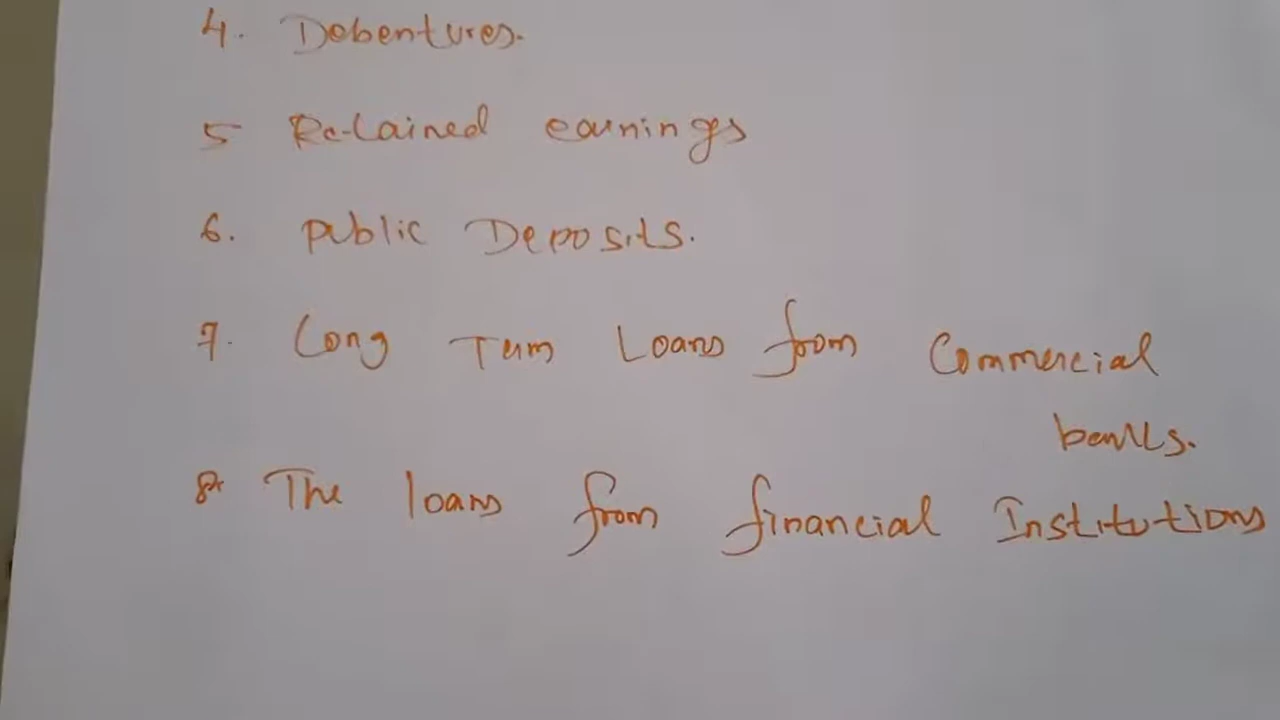 4. Debentures.
5 Retained earnings
6. Public Deposits.
7. Long Term Loans from Commercial
banks.
8. The loans from financial Institutions